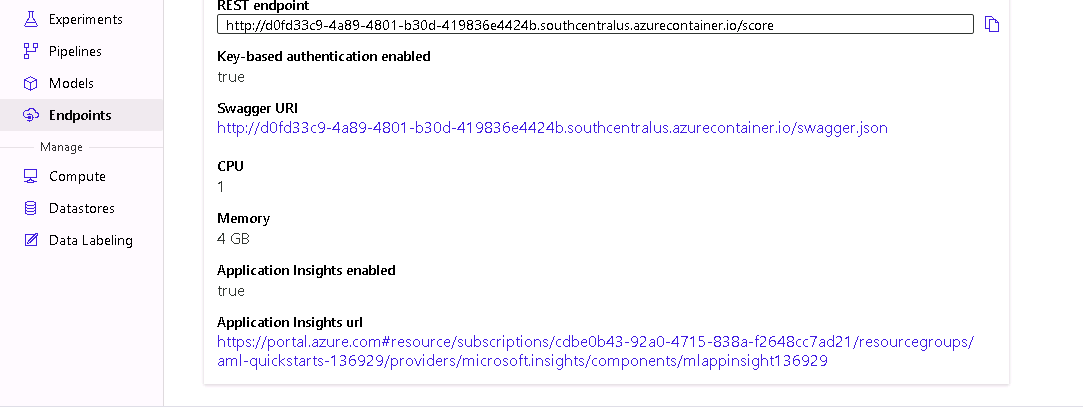 Experiments
Pipelines
Models
Endpoints
Manage
Compute
Datastores
Data Labeling
REST endpoint
http://d0fd33c9-4a89-4801-b30d-419836e4424b.southcentralus.azurecontainer.io/score
Key-based authentication enabled
true
Swagger URI
http://d0fd33c9-4a89-4801-b30d-419836e4424b.southcentralus.azurecontainer.io/swagger.json
CPU
1
Memory
4 GB
Application Insights enabled
true
Application Insights url
https://portal.azure.com#resource/subscriptions/cdbe0b43-92a0-4715-838a-f2648cc7ad21/resourcegroups/
aml-quickstarts-136929/providers/microsoft.insights/components/mlappinsight136929